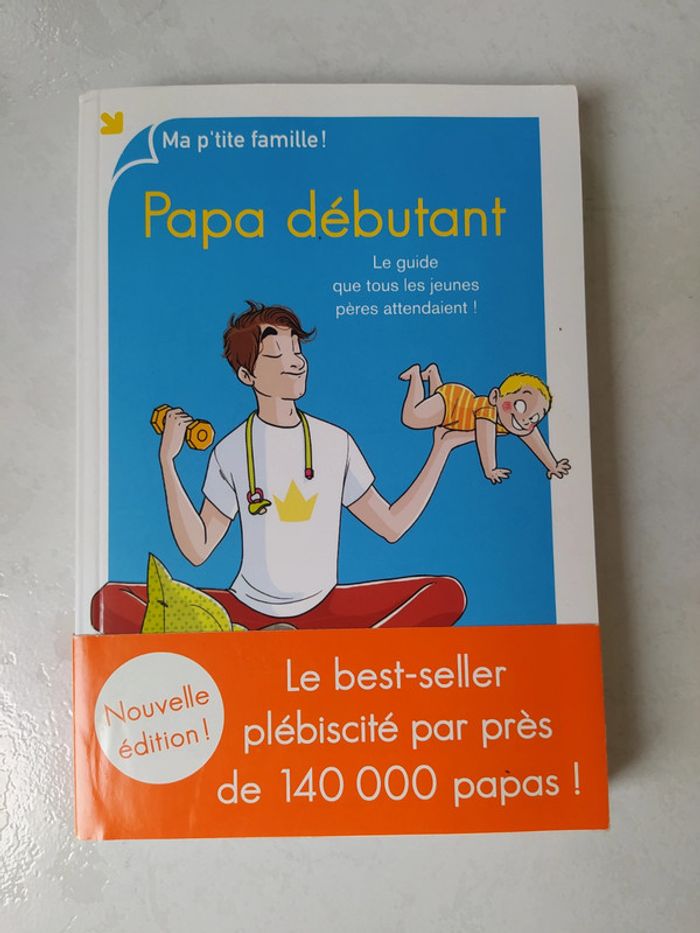 Ma p'tite famille!
Papa débutant
Le guide
que tous les jeunes
pères attendaient !
Nouvelle
édition !
Le best-seller
plébiscité par près
de 140 000 papas !